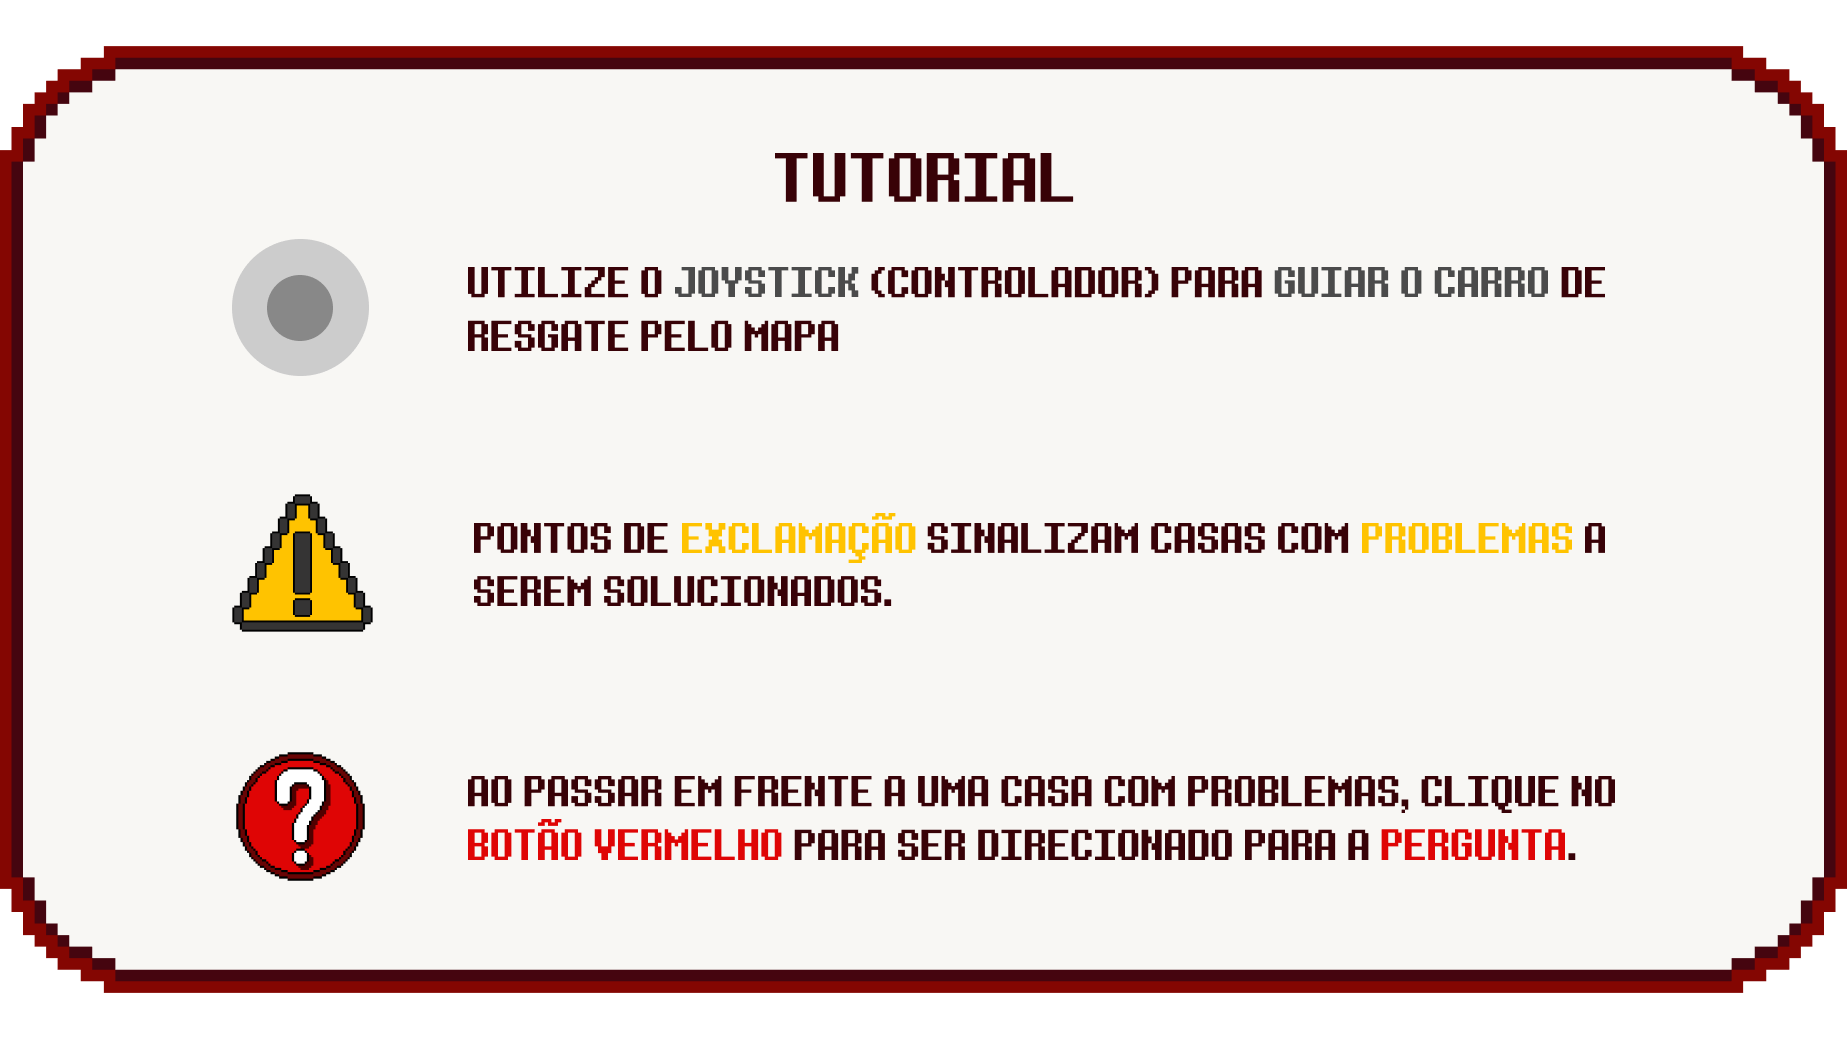 TUTORIAL
UTILIZE O JOYSTICK (CONTROLADOR) PARA GUIAR O CARRO DE
RESGATE PELO MAPA
PONTOS DE EXCLAMAÇÃO SINALIZAM CASAS COM PROBLEMAS A
SEREM SOLUCIONADOS.
AO PASSAR EM FRENTE A UMA CASA COM PROBLEMAS, CLIQUE NO
BOTÃO VERMELHO PARA SER DIRECIONADO PARA A PERGUNTA.